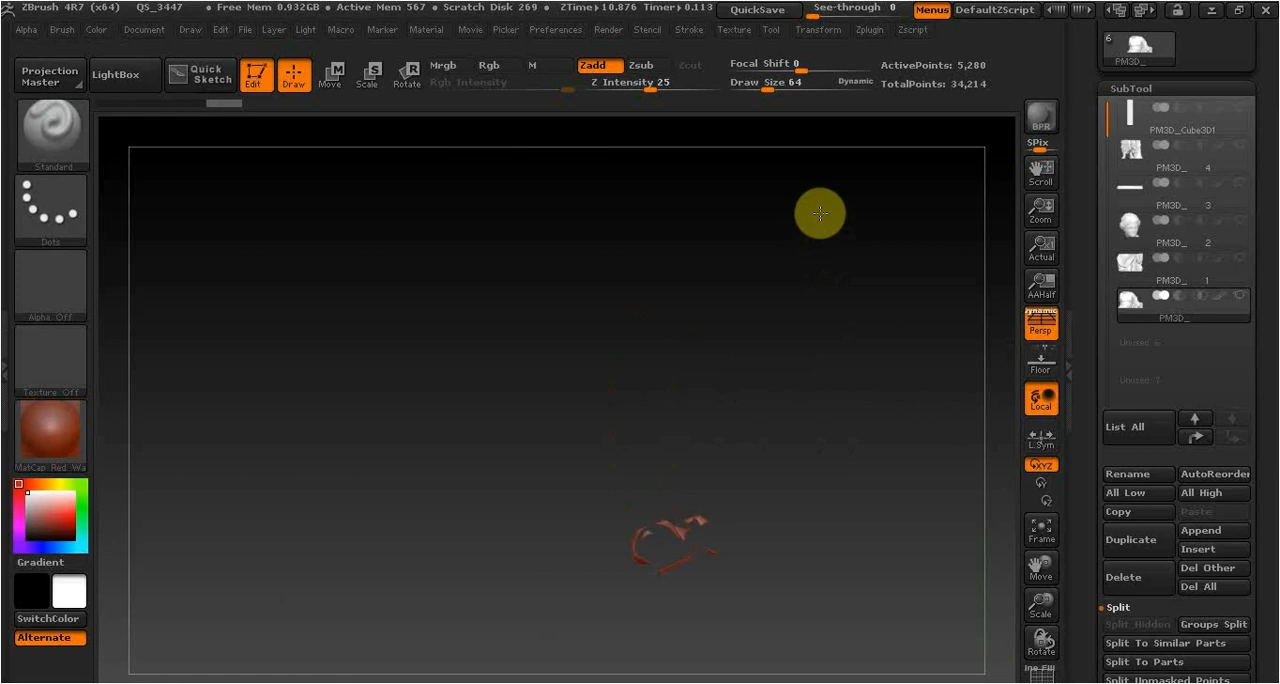 ZBrush 4R7 (x64) QS_3447 • Free Mem 0.932GB • Active Mem 567 • Scratch Disk 269 • ZTime▸10.876 Timer▸0.113 QuickSave See-through 0 Menus DefaultZScript
Alpha Brush Color Document Draw Edit File Layer Light Macro Marker Material Movie Picker Preferences Render Stencil Stroke Texture Tool Transform Zplugin Zscript
6
PM3D_
Projection
Master
LightBox
Quick
Sketch
Edit
Draw
Move
Scale
Rotate
Mrgb Rgb M
Rgb Intensity
Zadd Zsub Zcut
Z Intensity 25
Focal Shift 0
Draw Size 64 Dynamic
ActivePoints: 5,280
TotalPoints: 34,214
Standard
Dots
Alpha Off
Texture Off
MatCap Red Wa
Gradient
SwitchColor
Alternate
BPR
SPix
Scroll
Zoom
Actual
AAHalf
Dynamic
Persp
Floor
Local
L.Sym
XYZ
Y
Z
Frame
Move
Scale
Rotate
Line Fill
SubTool
PM3D_Cube3D1
PM3D_ 4
PM3D_ 3
PM3D_ 2
PM3D_ 1
PM3D_
Unused 6
Unused 7
List All
Rename AutoReorder
All Low All High
Copy Paste
Duplicate Append
Insert
Delete Del Other
Del All
Split
Split Hidden Groups Split
Split To Similar Parts
Split To Parts
Split Unmasked Points